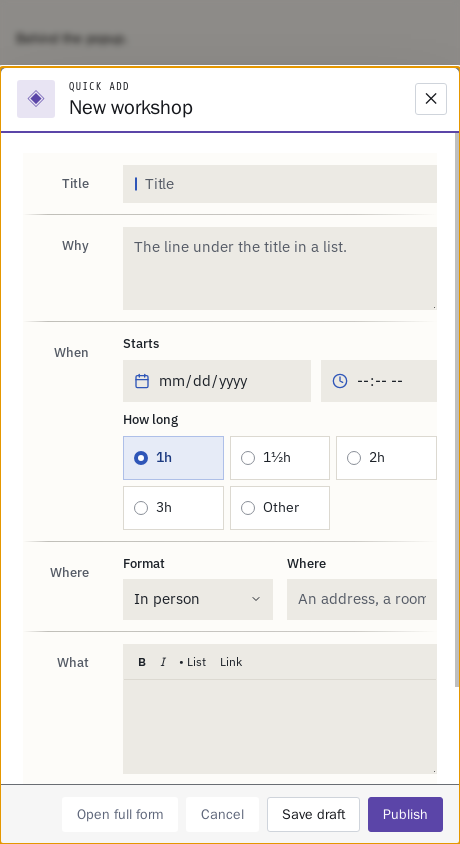 Behind the popup.
QUICK ADD
New workshop
Title
Title
Why
The line under the title in a list.
When
Starts
mm/dd/yyyy
--:-- --
How long
1h
1½h
2h
3h
Other
Where
Format
Where
In person
An address, a room
What
B I • List Link
Open full form
Cancel
Save draft
Publish